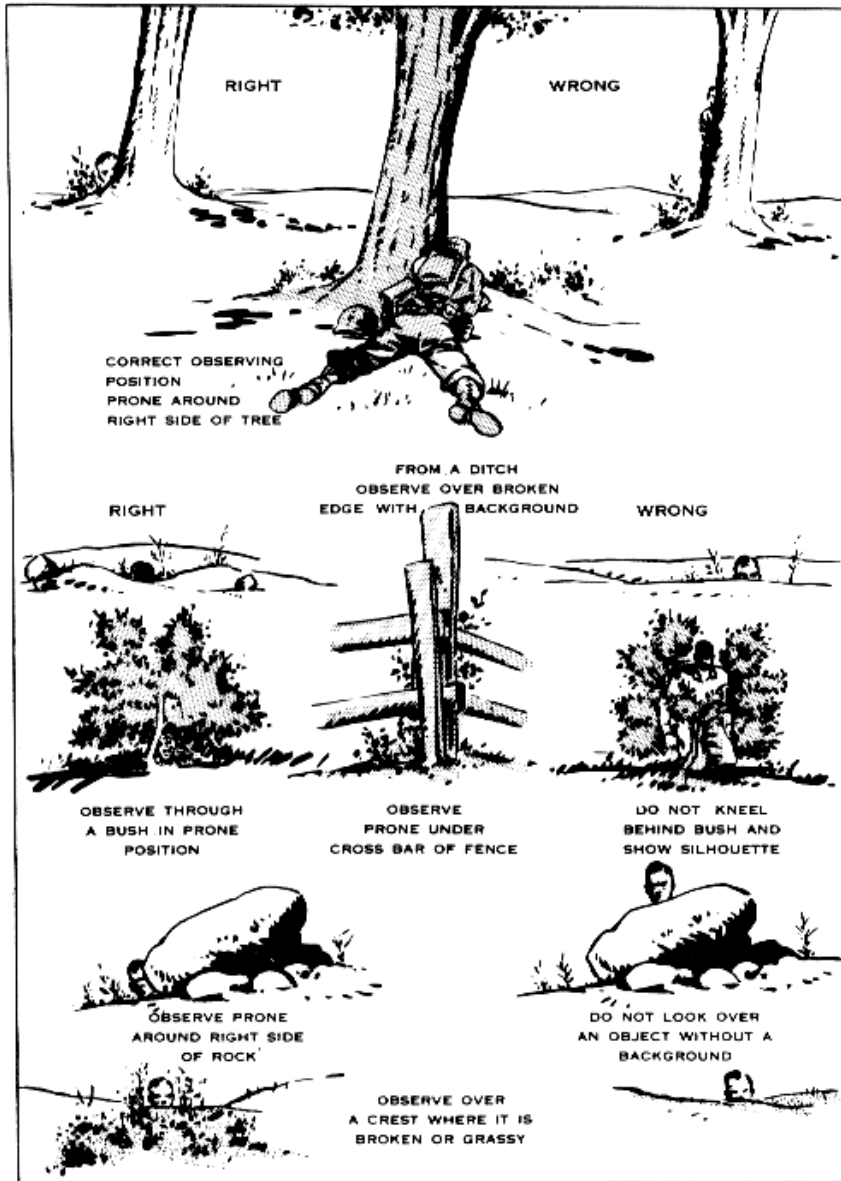 RIGHT
WRONG
CORRECT OBSERVING
POSITION
PRONE AROUND
RIGHT SIDE OF TREE
FROM A DITCH
OBSERVE OVER BROKEN
EDGE WITH BACKGROUND
RIGHT
WRONG
OBSERVE THROUGH
A BUSH IN PRONE
POSITION
OBSERVE
PRONE UNDER
CROSS BAR OF FENCE
DO NOT KNEEL
BEHIND BUSH AND
SHOW SILHOUETTE
OBSERVE PRONE
AROUND RIGHT SIDE
OF ROCK
DO NOT LOOK OVER
AN OBJECT WITHOUT A
BACKGROUND
OBSERVE OVER
A CREST WHERE IT IS
BROKEN OR GRASSY